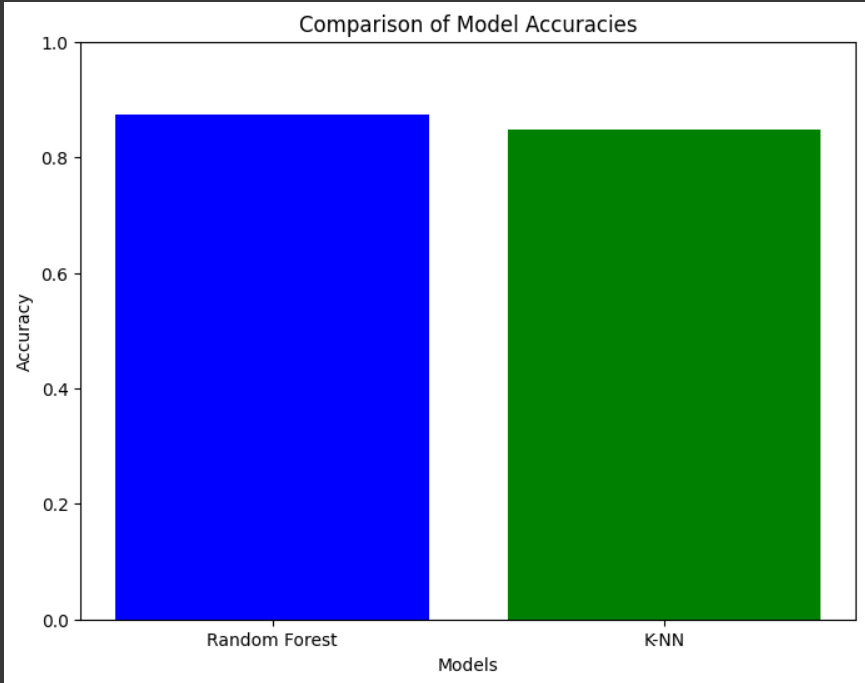 Comparison of Model Accuracies
1.0
0.8
0.6
0.4
0.2
0.0
Accuracy
Random Forest
K-NN
Models